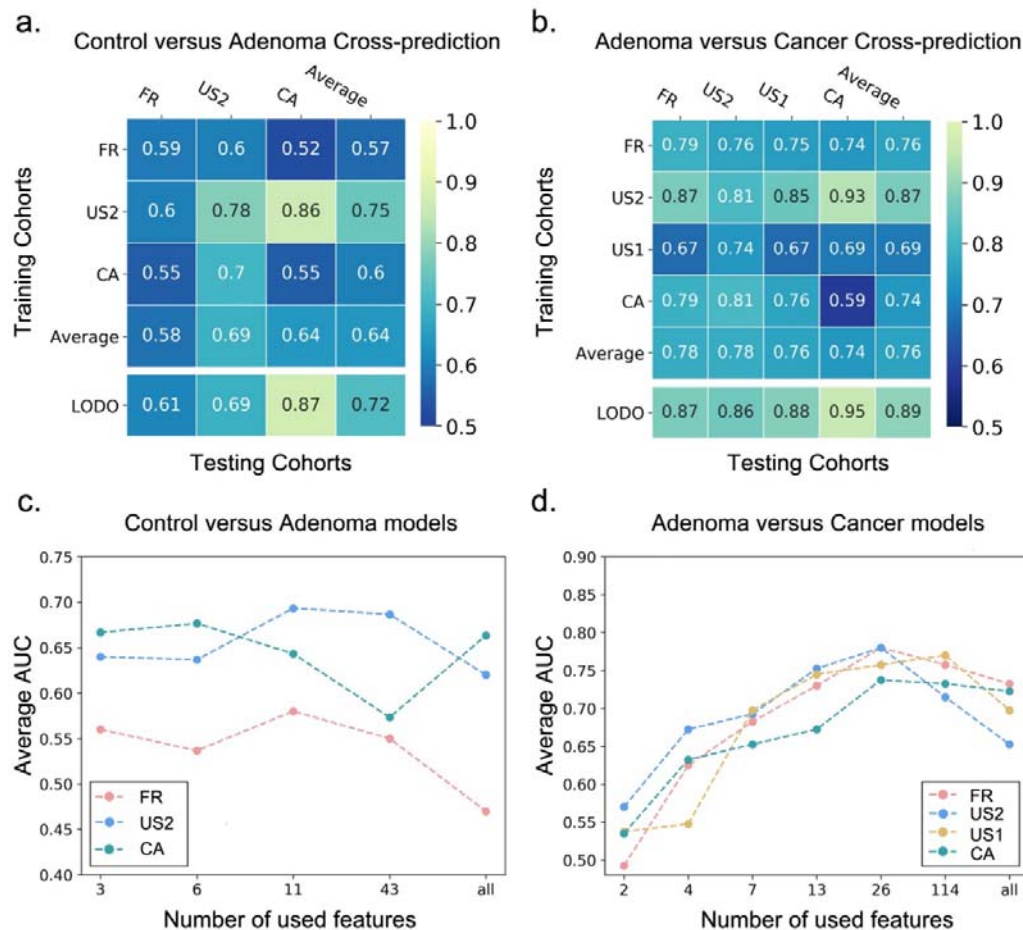 a.
Control versus Adenoma Cross-prediction
FR US2 CA Average
FR 0.59 0.6 0.52 0.57
US2 0.6 0.78 0.86 0.75
CA 0.55 0.7 0.55 0.6
Average 0.58 0.69 0.64 0.64
LODO 0.61 0.69 0.87 0.72
Training Cohorts
Testing Cohorts
1.0
0.9
0.8
0.7
0.6
0.5
b.
Adenoma versus Cancer Cross-prediction
FR US2 US1 CA Average
FR 0.79 0.76 0.75 0.74 0.76
US2 0.87 0.81 0.85 0.93 0.87
US1 0.67 0.74 0.67 0.69 0.69
CA 0.79 0.81 0.76 0.59 0.74
Average 0.78 0.78 0.76 0.74 0.76
LODO 0.87 0.86 0.88 0.95 0.89
Training Cohorts
Testing Cohorts
1.0
0.9
0.8
0.7
0.6
0.5
c.
Control versus Adenoma models
Average AUC
0.75
0.70
0.65
0.60
0.55
0.50
0.45
0.40
FR
US2
CA
3 6 11 43 all
Number of used features
d.
Adenoma versus Cancer models
Average AUC
0.90
0.85
0.80
0.75
0.70
0.65
0.60
0.55
0.50
FR
US2
US1
CA
2 4 7 13 26 114 all
Number of used features